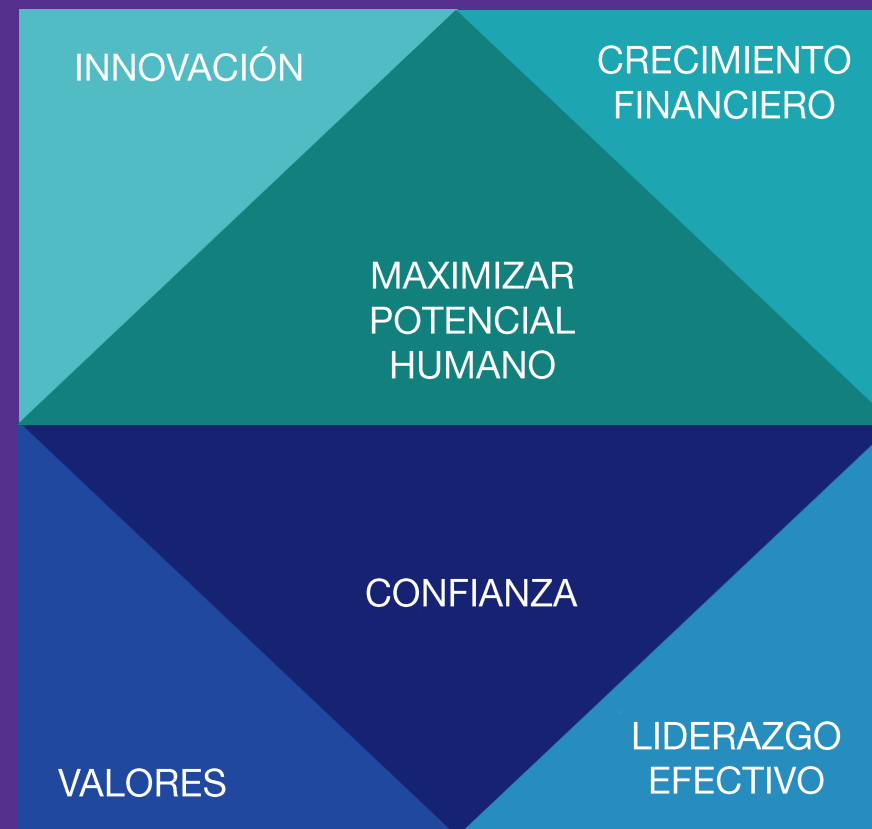 INNOVACIÓN
CRECIMIENTO
FINANCIERO
MAXIMIZAR
POTENCIAL
HUMANO
CONFIANZA
VALORES
LIDERAZGO
EFECTIVO